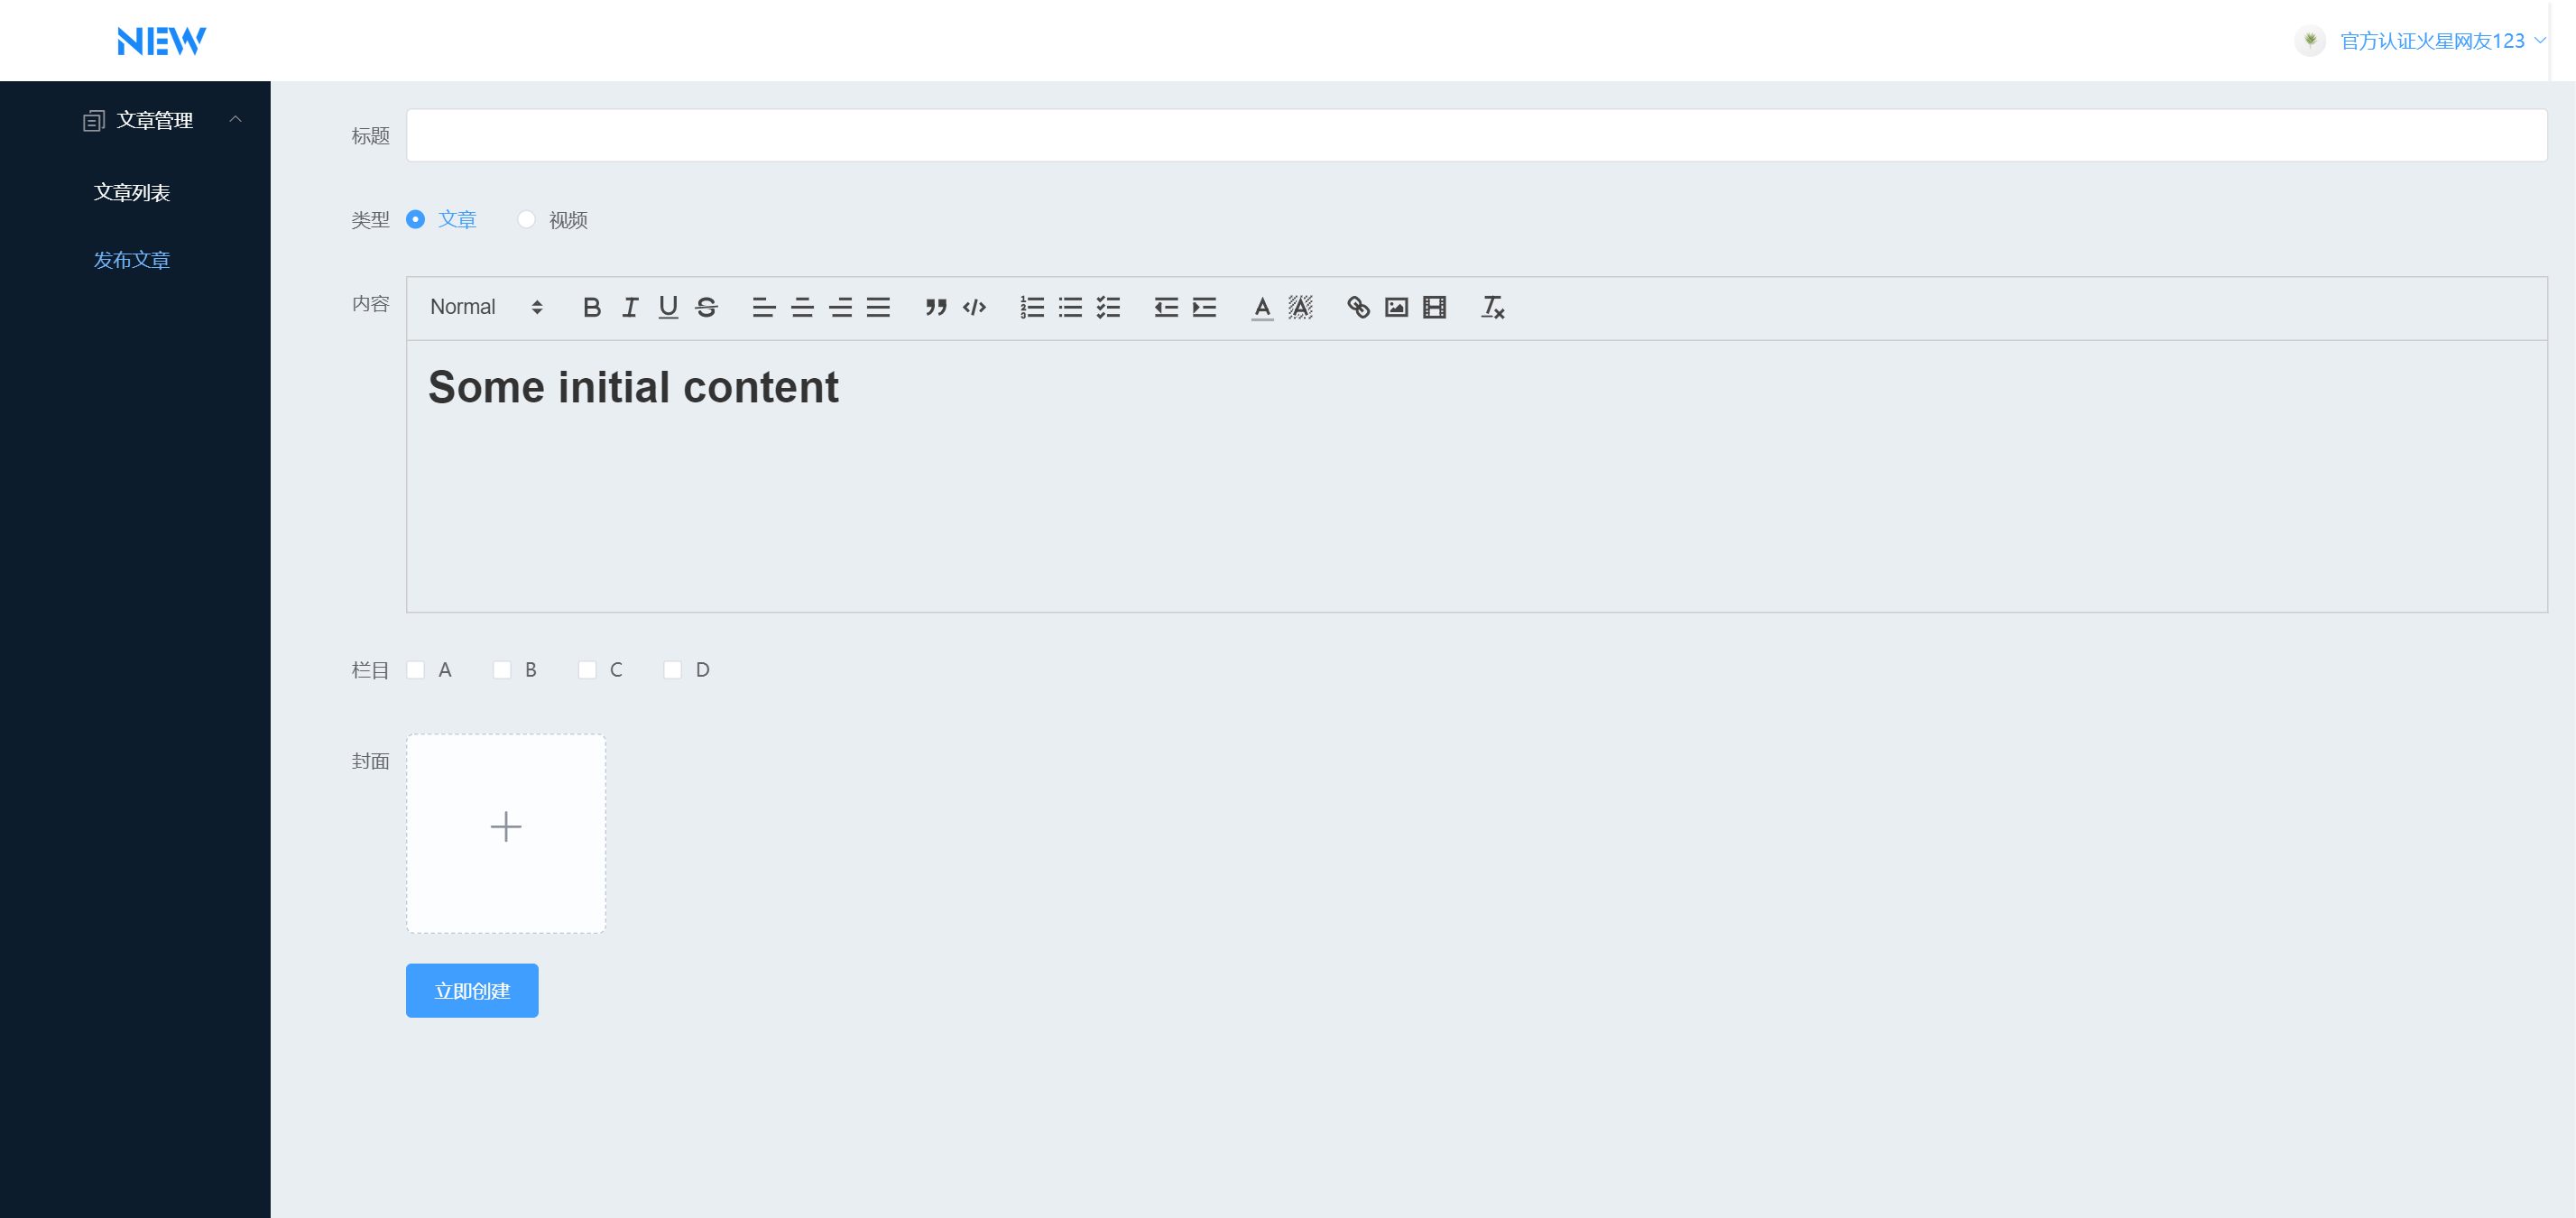 NEW
官方认证火星网友123
文章管理
文章列表
发布文章
标题
类型 文章 视频
内容 Normal
Some initial content
栏目 A B C D
封面
立即创建